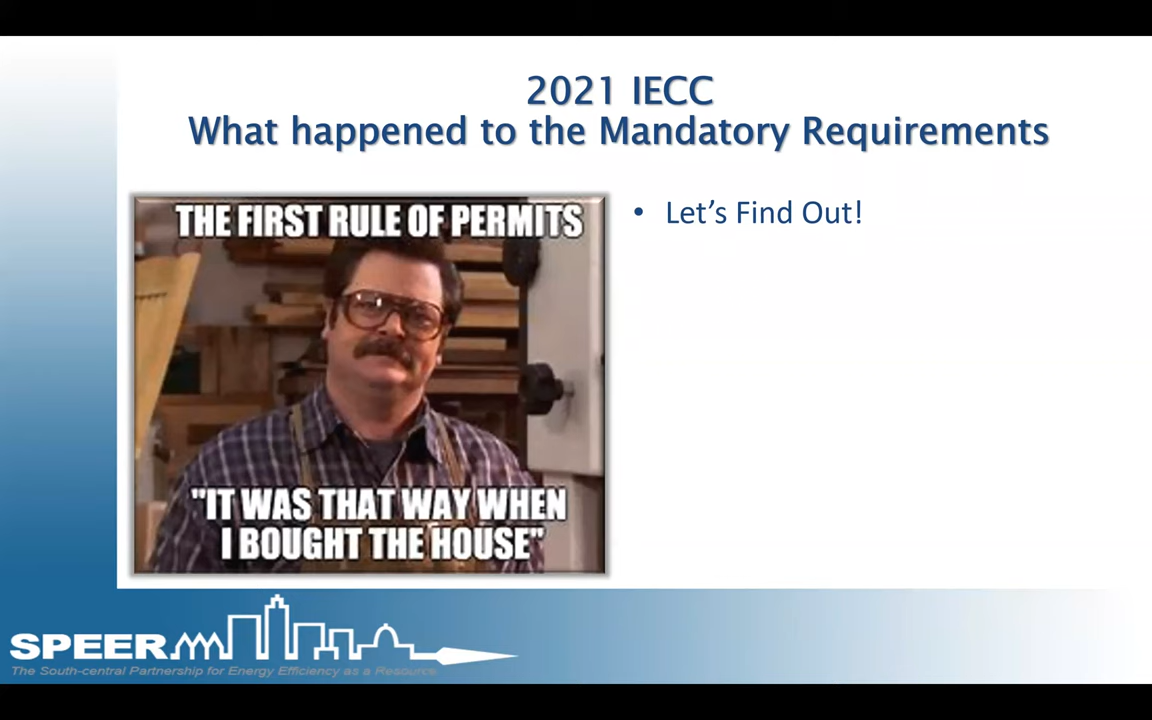 2021 IECC
What happened to the Mandatory Requirements
THE FIRST RULE OF PERMITS
"IT WAS THAT WAY WHEN
I BOUGHT THE HOUSE"
• Let's Find Out!
SPEER
The South-central Partnership for Energy Efficiency as a Resource